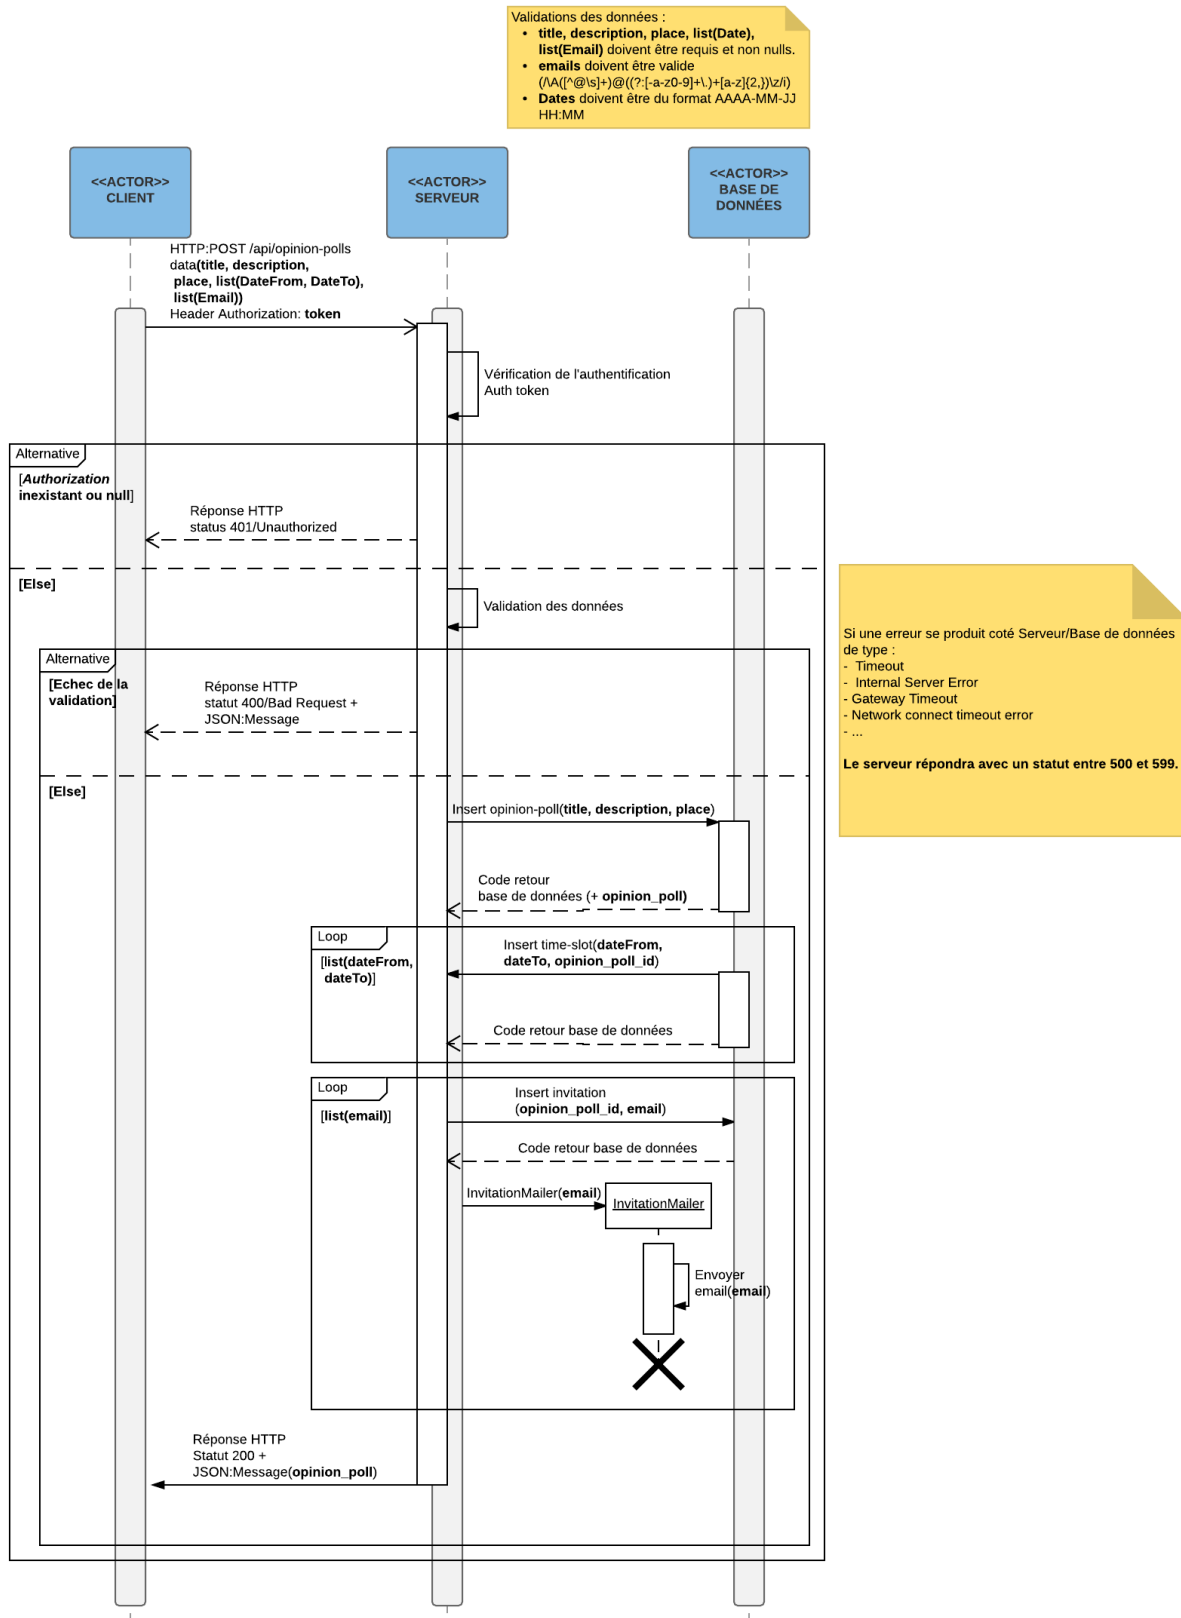 Validations des données :
• title, description, place, list(Date),
list(Email) doivent être requis et non nulls.
• emails doivent être valide
(/\A([^@\s]+)@((?:[-a-z0-9]+\.)+[a-z]{2,})\z/i)
• Dates doivent être du format AAAA-MM-JJ
HH:MM
<<ACTOR>>
CLIENT
<<ACTOR>>
SERVEUR
<<ACTOR>>
BASE DE
DONNÉES
HTTP:POST /api/opinion-polls
data(title, description,
place, list(DateFrom, DateTo),
list(Email))
Header Authorization: token
Vérification de l'authentification
Auth token
Alternative
[Authorization
inexistant ou null]
Réponse HTTP
status 401/Unauthorized
[Else]
Validation des données
Si une erreur se produit coté Serveur/Base de données
de type :
- Timeout
- Internal Server Error
- Gateway Timeout
- Network connect timeout error
- ...
Le serveur répondra avec un statut entre 500 et 599.
Alternative
[Echec de la
validation]
Réponse HTTP
statut 400/Bad Request +
JSON:Message
[Else]
Insert opinion-poll(title, description, place)
Code retour
base de données (+ opinion_poll)
Loop
[list(dateFrom,
dateTo)]
Insert time-slot(dateFrom,
dateTo, opinion_poll_id)
Code retour base de données
Loop
[list(email)]
Insert invitation
(opinion_poll_id, email)
Code retour base de données
InvitationMailer(email)
InvitationMailer
Envoyer
email(email)
Réponse HTTP
Statut 200 +
JSON:Message(opinion_poll)